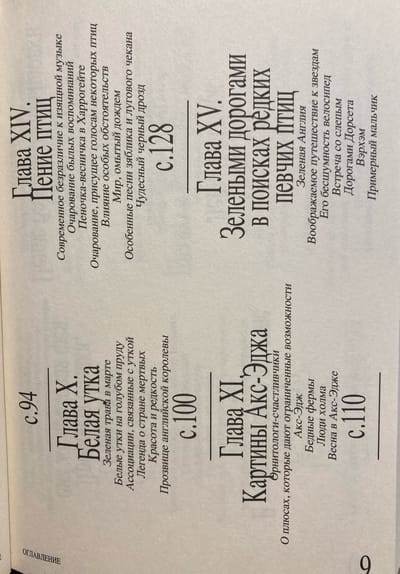 с.94
Глава X.
Белая утка
Зеленая трава в марте
Белые утки на голубом пруду
Ассоциации, связанные с уткой
Легенда о стране мертвых
Красота и редкость
Прозвище английской королевы
с.100
Глава XI.
Картины Акс-Эджа
Орнитологи-счастливчики
О плюсах, которые дают ограниченные возможности
Акс-Эдж
Бедные фермы
Люди холма
Весна в Акс-Эдже
с.110
Глава XIV.
Пение птиц
Современное безразличие к изящной музыке
Очарование былых воспоминаний
Пеночка-весничка в Харрогейте
Очарование, присущее голосам некоторых птиц
Влияние особых обстоятельств
Мир, омытый дождем
Особенные песни зяблика и лугового чекана
Чудесный черный дрозд
с.128
Глава XV.
Зелеными дорогами
в поисках редких
певчих птиц
Зеленая Англия
Воображаемое путешествие к звездам
Его бесшумность велосипед
Встреча со слепым
Дорогами Дорсета
Вэрхэм
Примерный мальчик
ОГЛАВЛЕНИЕ
9